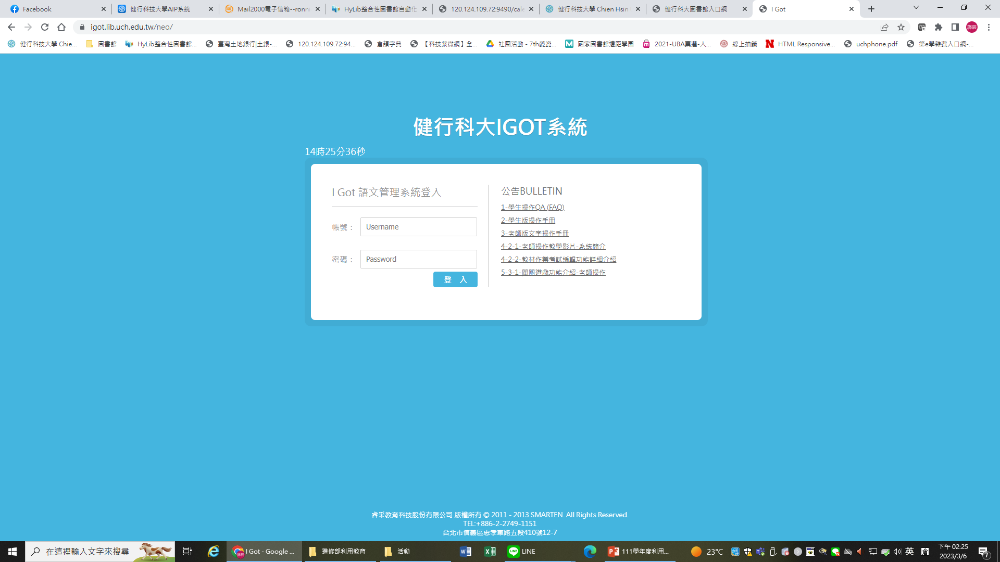 Facebook
健行科技大學AIP系統
Mail2000電子信箱--ronni
HyLib整合性圖書館自動化
120.124.109.72:9490/cale
健行科技大學 Chien Hsin
健行科大圖書館入口網
I Got
igot.lib.uch.edu.tw/neo/
健行科技大學 Chie...
圖書館
HyLib整合性圖書館...
臺灣土地銀行|土銀-...
120.124.109.72:94...
倉頡字典
【科技紫微網】全...
社團活動 - 7th愛資...
國家圖書館遠距學園
2021-UBA票選-人...
線上抽籤
HTML Responsive...
uchphone.pdf
第e學雜費入口網-...
健行科大IGOT系統
14時25分36秒
I Got 語文管理系統登入
帳號：
Username
密碼：
Password
登 入
公告BULLETIN
1-學生操作QA (FAQ)
2-學生版操作手冊
3-老師版文字操作手冊
4-2-1-老師操作教學影片-系統簡介
4-2-2-教材作業考試編輯功能詳細介紹
5-3-1-闖關遊戲功能介紹-老師操作
睿采教育科技股份有限公司 版權所有 © 2011 - 2013 SMARTEN. All Rights Reserved.
TEL:+886-2-2749-1151
台北市信義區忠孝東路五段410號12-7
在這裡輸入文字來搜尋
I Got - Google ...
進修部利用教育
活動
LINE
111學年度利用...
23°C
英
倉
下午 02:25
2023/3/6
7